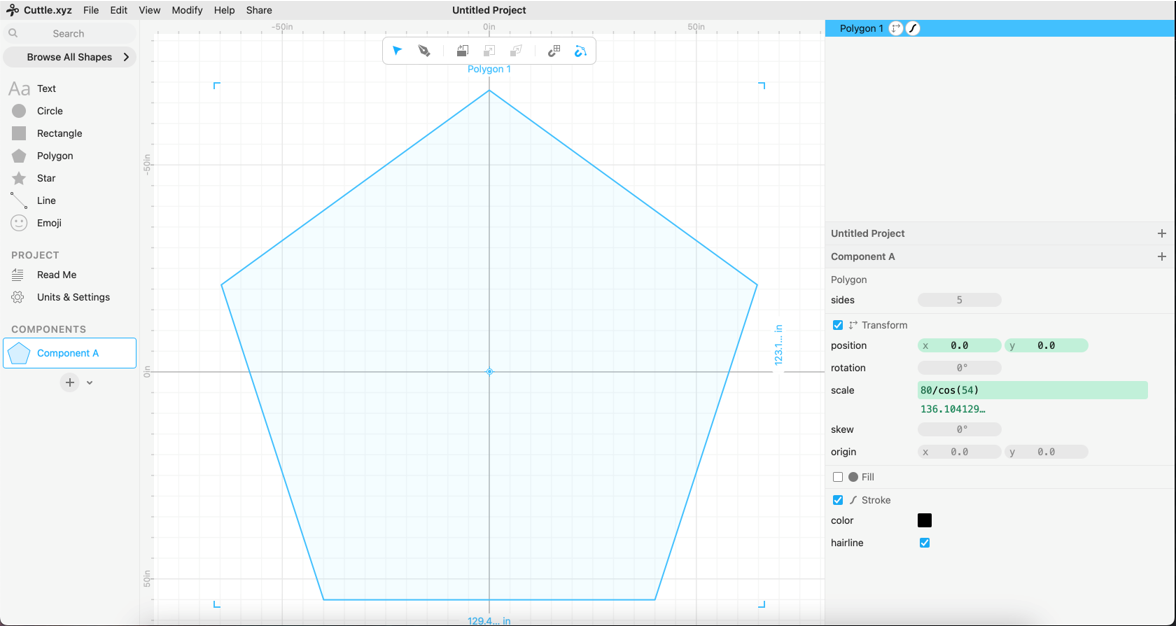 Cuttle.xyz File Edit View Modify Help Share Untitled Project
Search
Browse All Shapes
Aa Text
Circle
Rectangle
Polygon
Star
Line
Emoji
PROJECT
Read Me
Units & Settings
COMPONENTS
Component A
-50in 0in 50in
Polygon 1
-50in
0in
50in
123.1... in
129.4... in
Polygon 1
Untitled Project
Component A
Polygon
sides 5
Transform
position x 0.0 y 0.0
rotation 0°
scale 80/cos(54)
136.104129…
skew 0°
origin x 0.0 y 0.0
Fill
Stroke
color
hairline